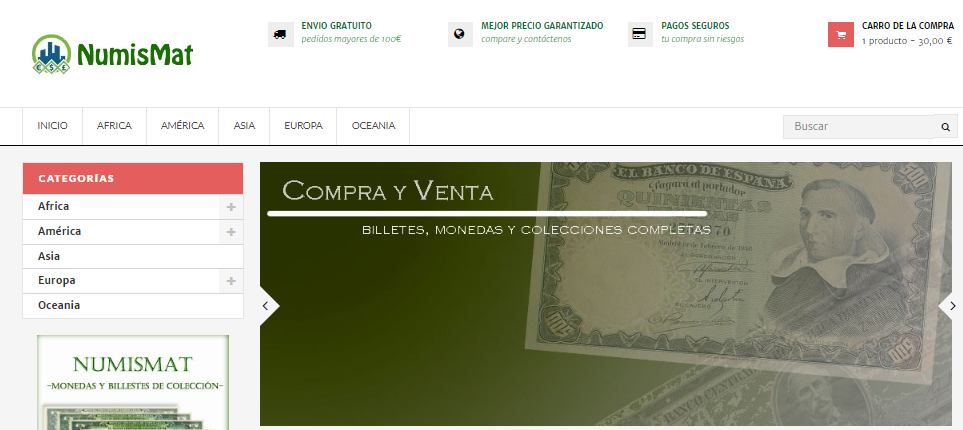 NumisMat
ENVIO GRATUITO
pedidos mayores de 100€
MEJOR PRECIO GARANTIZADO
compare y contáctenos
PAGOS SEGUROS
tu compra sin riesgos
CARRO DE LA COMPRA
1 producto - 30,00 €
INICIO
AFRICA
AMÉRICA
ASIA
EUROPA
OCEANIA
Buscar
CATEGORÍAS
Africa
América
Asia
Europa
Oceania
NUMISMAT
-MONEDAS Y BILLESTES DE COLECCIÓN-
COMPRA Y VENTA
BILLETES, MONEDAS Y COLECCIONES COMPLETAS
EL BANCO DE ESPAÑA
pagará al portador
QUINIENTAS
500
500